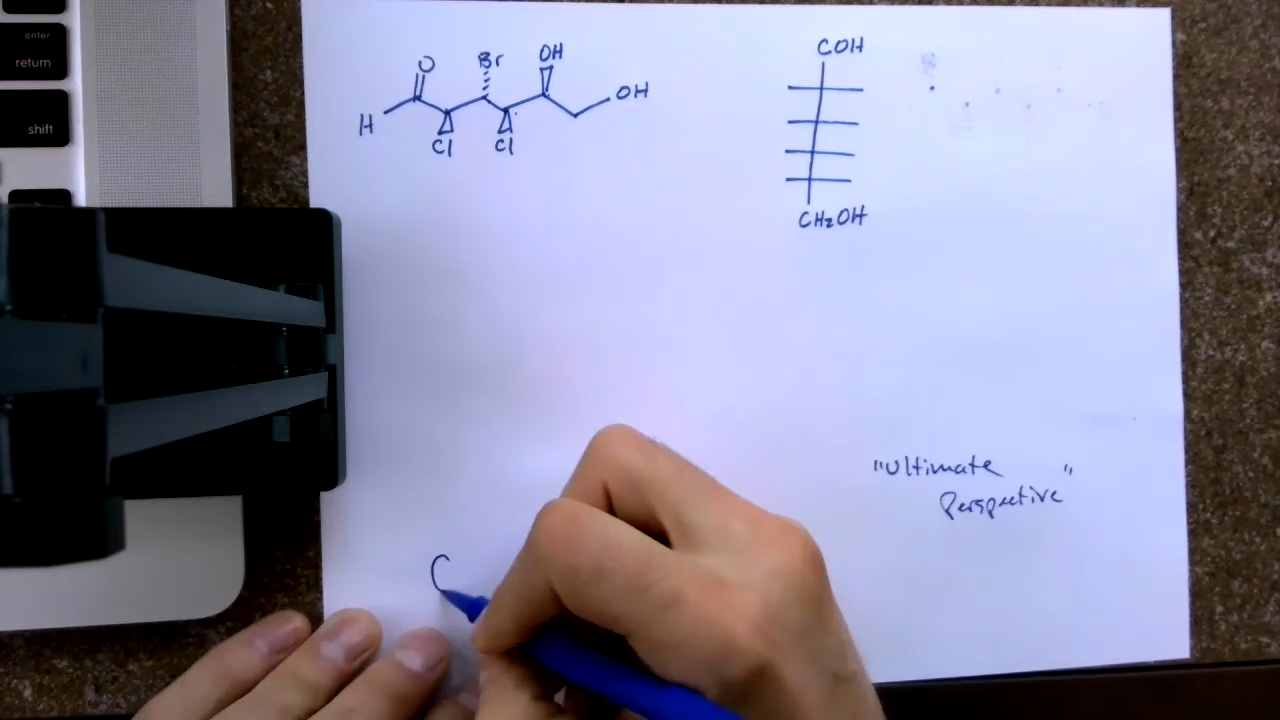 enter
return
shift
O
H
Cl
Br
Cl
OH
OH
COH
CH2OH
"Ultimate
Perspective"
C